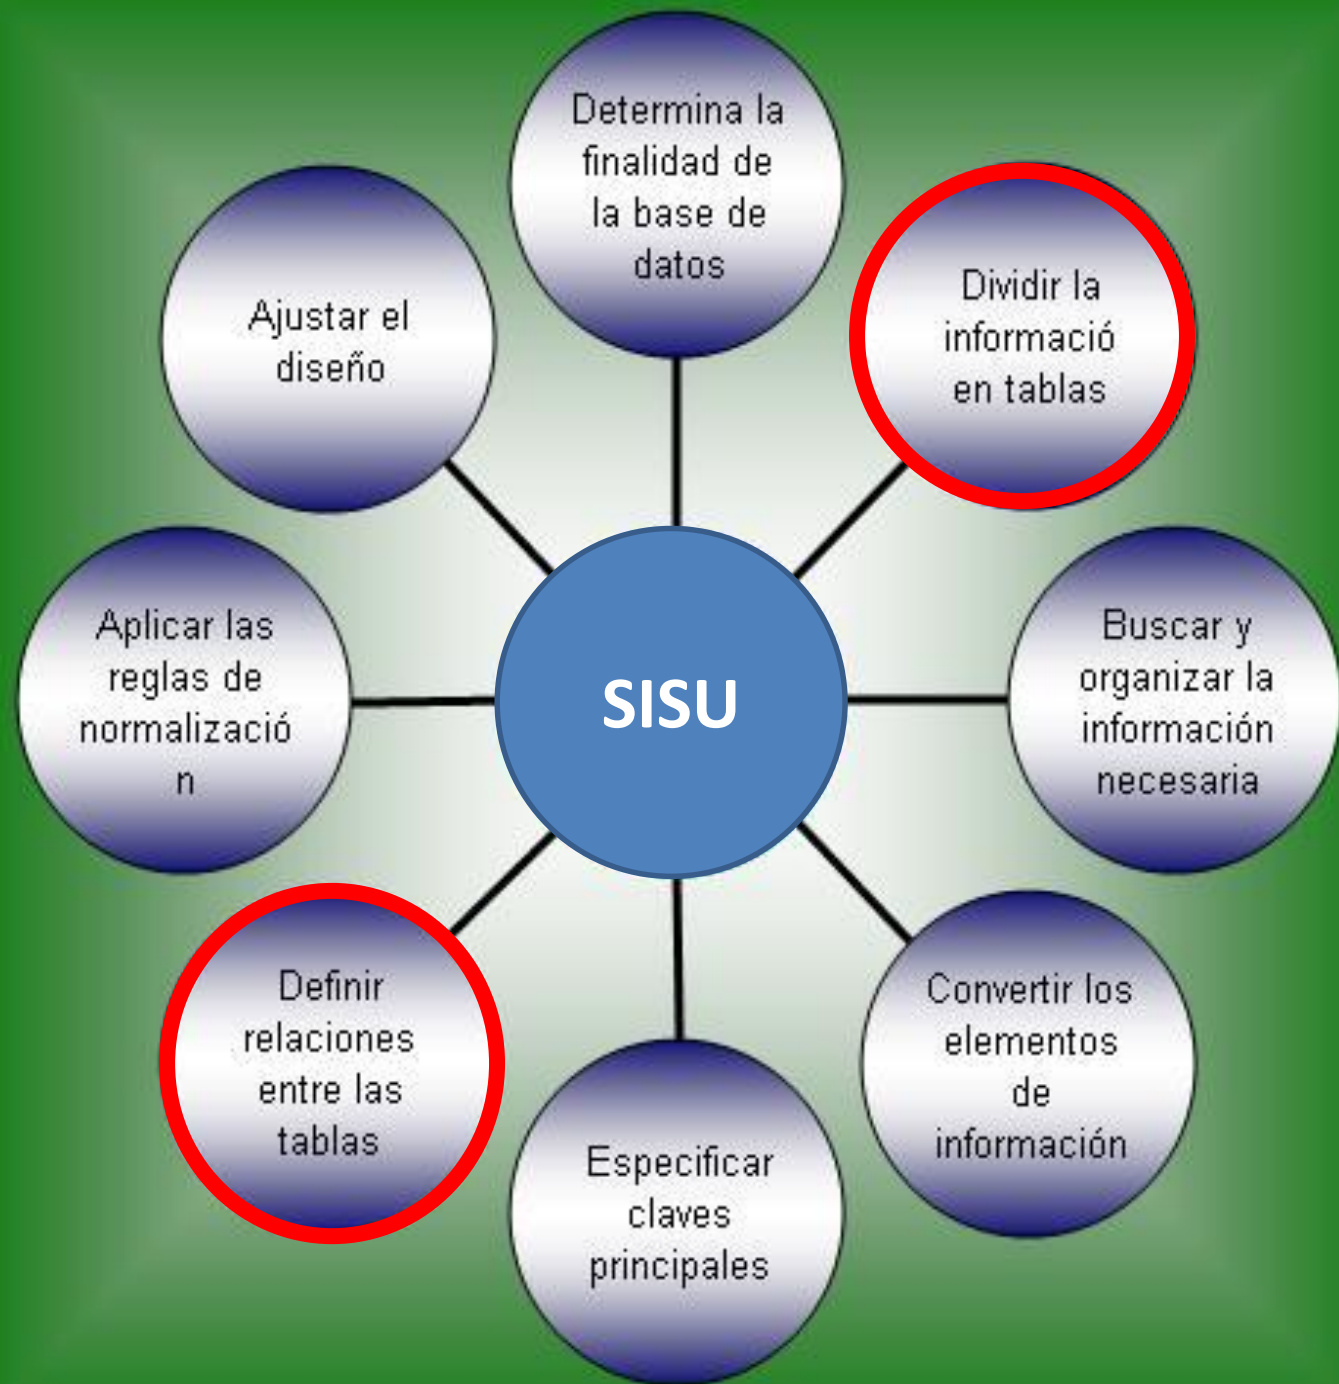 Determina la
finalidad de
la base de
datos
Dividir la
informació
en tablas
Buscar y
organizar la
información
necesaria
Convertir los
elementos
de
información
Especificar
claves
principales
Definir
relaciones
entre las
tablas
Aplicar las
reglas de
normalizació
n
Ajustar el
diseño
SISU